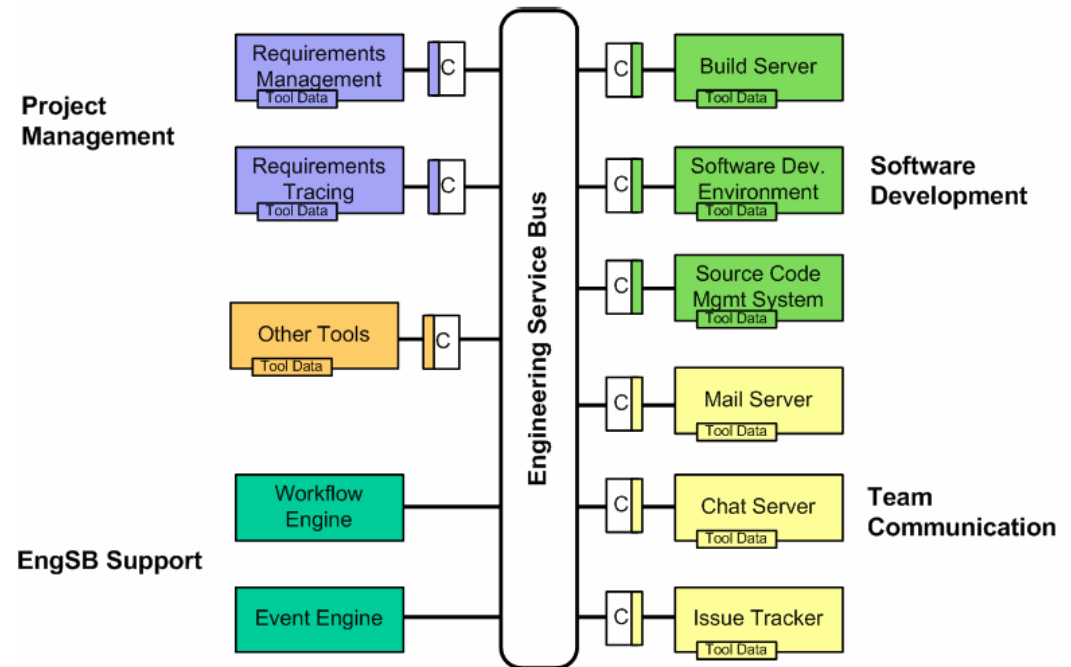 Project
Management
Requirements
Management
Tool Data
C
Requirements
Tracing
Tool Data
C
Other Tools
Tool Data
C
EngSB Support
Workflow
Engine
Event Engine
Engineering Service Bus
C
Build Server
Tool Data
C
Software Dev.
Environment
Tool Data
Software
Development
C
Source Code
Mgmt System
Tool Data
C
Mail Server
Tool Data
C
Chat Server
Tool Data
Team
Communication
C
Issue Tracker
Tool Data